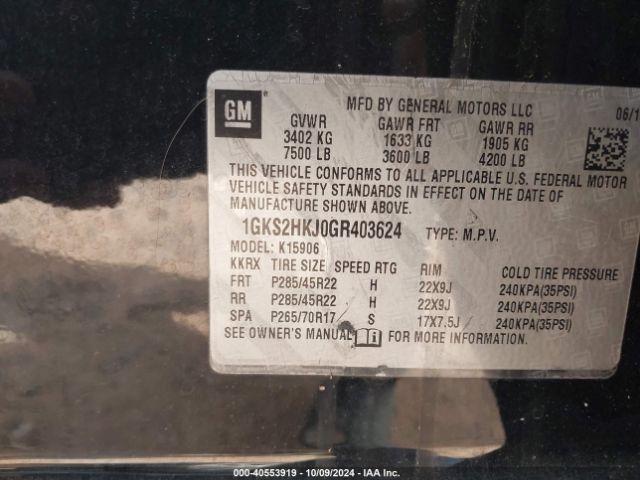 GM
MFD BY GENERAL MOTORS LLC
GVWR GAWR FRT GAWR RR
3402 KG 1633 KG 1905 KG
7500 LB 3600 LB 4200 LB
THIS VEHICLE CONFORMS TO ALL APPLICABLE U.S. FEDERAL MOTOR
VEHICLE SAFETY STANDARDS IN EFFECT ON THE DATE OF
MANUFACTURE SHOWN ABOVE.
1GKS2HKJ0GR403624 TYPE: M.P.V.
MODEL: K15906
KKRX TIRE SIZE SPEED RTG RIM COLD TIRE PRESSURE
FRT P285/45R22 H 22X9J 240KPA(35PSI)
RR P285/45R22 H 22X9J 240KPA(35PSI)
SPA P265/70R17 S 17X7.5J 240KPA(35PSI)
SEE OWNER'S MANUAL FOR MORE INFORMATION.
000-40553919 - 10/09/2024 - IAA Inc.